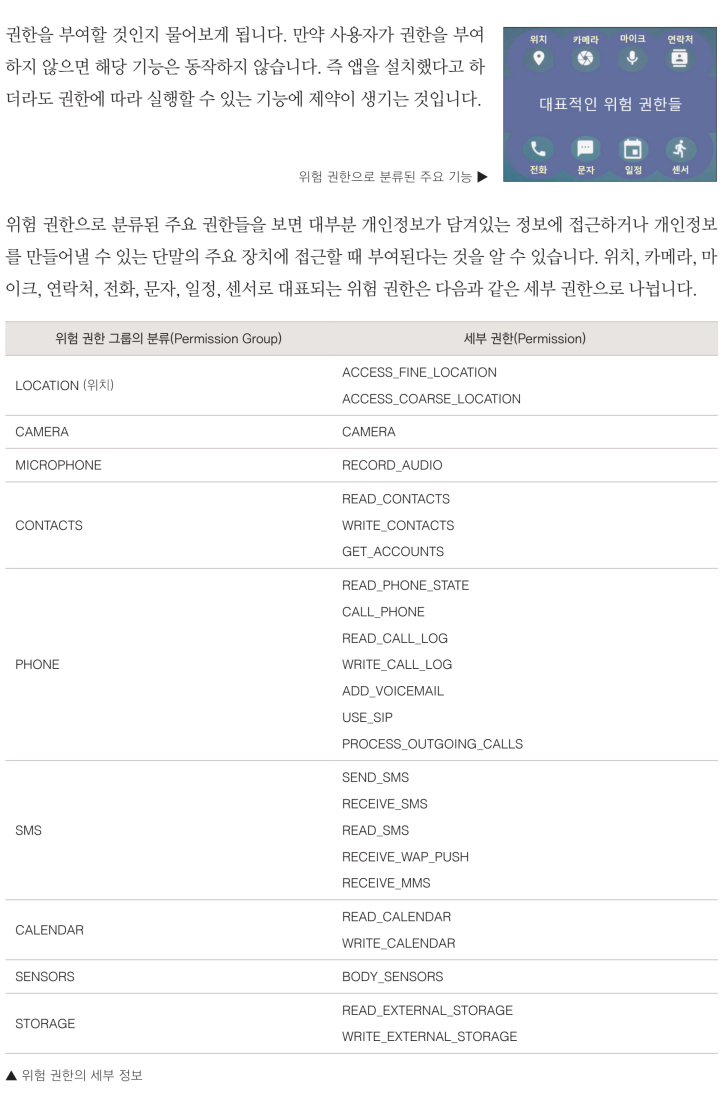 권한을 부여할 것인지 물어보게 됩니다. 만약 사용자가 권한을 부여
하지 않으면 해당 기능은 동작하지 않습니다. 즉 앱을 설치했다고 하
더라도 권한에 따라 실행할 수 있는 기능에 제약이 생기는 것입니다.
위치 카메라 마이크 연락처
대표적인 위험 권한들
전화 문자 일정 센서
위험 권한으로 분류된 주요 기능 ▶
위험 권한으로 분류된 주요 권한들을 보면 대부분 개인정보가 담겨있는 정보에 접근하거나 개인정보
를 만들어낼 수 있는 단말의 주요 장치에 접근할 때 부여된다는 것을 알 수 있습니다. 위치, 카메라, 마
이크, 연락처, 전화, 문자, 일정, 센서로 대표되는 위험 권한은 다음과 같은 세부 권한으로 나뉩니다.
위험 권한 그룹의 분류(Permission Group) 세부 권한(Permission)
LOCATION (위치)
ACCESS_FINE_LOCATION
ACCESS_COARSE_LOCATION
CAMERA CAMERA
MICROPHONE RECORD_AUDIO
CONTACTS
READ_CONTACTS
WRITE_CONTACTS
GET_ACCOUNTS
PHONE
READ_PHONE_STATE
CALL_PHONE
READ_CALL_LOG
WRITE_CALL_LOG
ADD_VOICEMAIL
USE_SIP
PROCESS_OUTGOING_CALLS
SMS
SEND_SMS
RECEIVE_SMS
READ_SMS
RECEIVE_WAP_PUSH
RECEIVE_MMS
CALENDAR
READ_CALENDAR
WRITE_CALENDAR
SENSORS BODY_SENSORS
STORAGE
READ_EXTERNAL_STORAGE
WRITE_EXTERNAL_STORAGE
▲ 위험 권한의 세부 정보